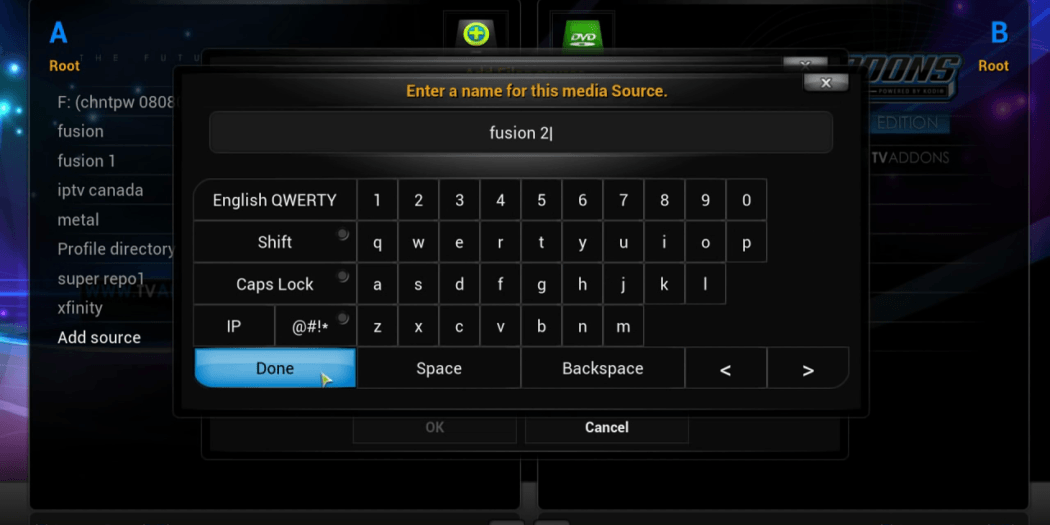 A
B
DVD
THE FUTU
Root
Root
Enter a name for this media Source.
x
fusion 2
English QWERTY 1 2 3 4 5 6 7 8 9 0
Shift q w e r t y u i o p
Caps Lock a s d f g h j k l
IP @#!* z x c v b n m
Done Space Backspace < >
OK Cancel
F: (chntpw 0808
fusion
fusion 1
iptv canada
metal
Profile directory
super repo1
xfinity
Add source
EDITION
TVADDONS